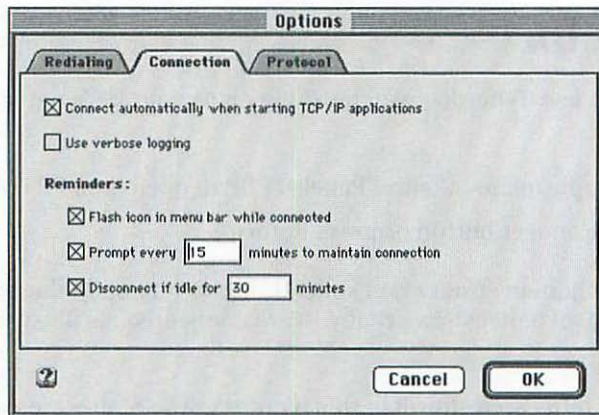 Options
Redialing Connection Protocol
Connect automatically when starting TCP/IP applications
Use verbose logging
Reminders:
Flash icon in menu bar while connected
Prompt every 15 minutes to maintain connection
Disconnect if idle for 30 minutes
?
Cancel OK